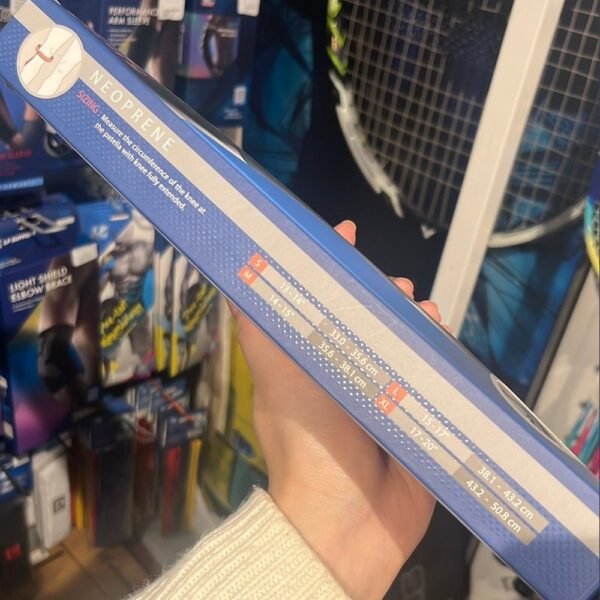 PERFORMANCE
ARM SLEEVE
NEOPRENE
SIZING - Measure the circumference of the knee at
the patella with knee fully extended.
S 13 - 14" 33.0 - 35.6 cm
M 14 - 15" 35.6 - 38.1 cm
L 15 - 17" 38.1 - 43.2 cm
XL 17 - 20" 43.2 - 50.8 cm
LIGHT SHIELD
ELBOW BRACE